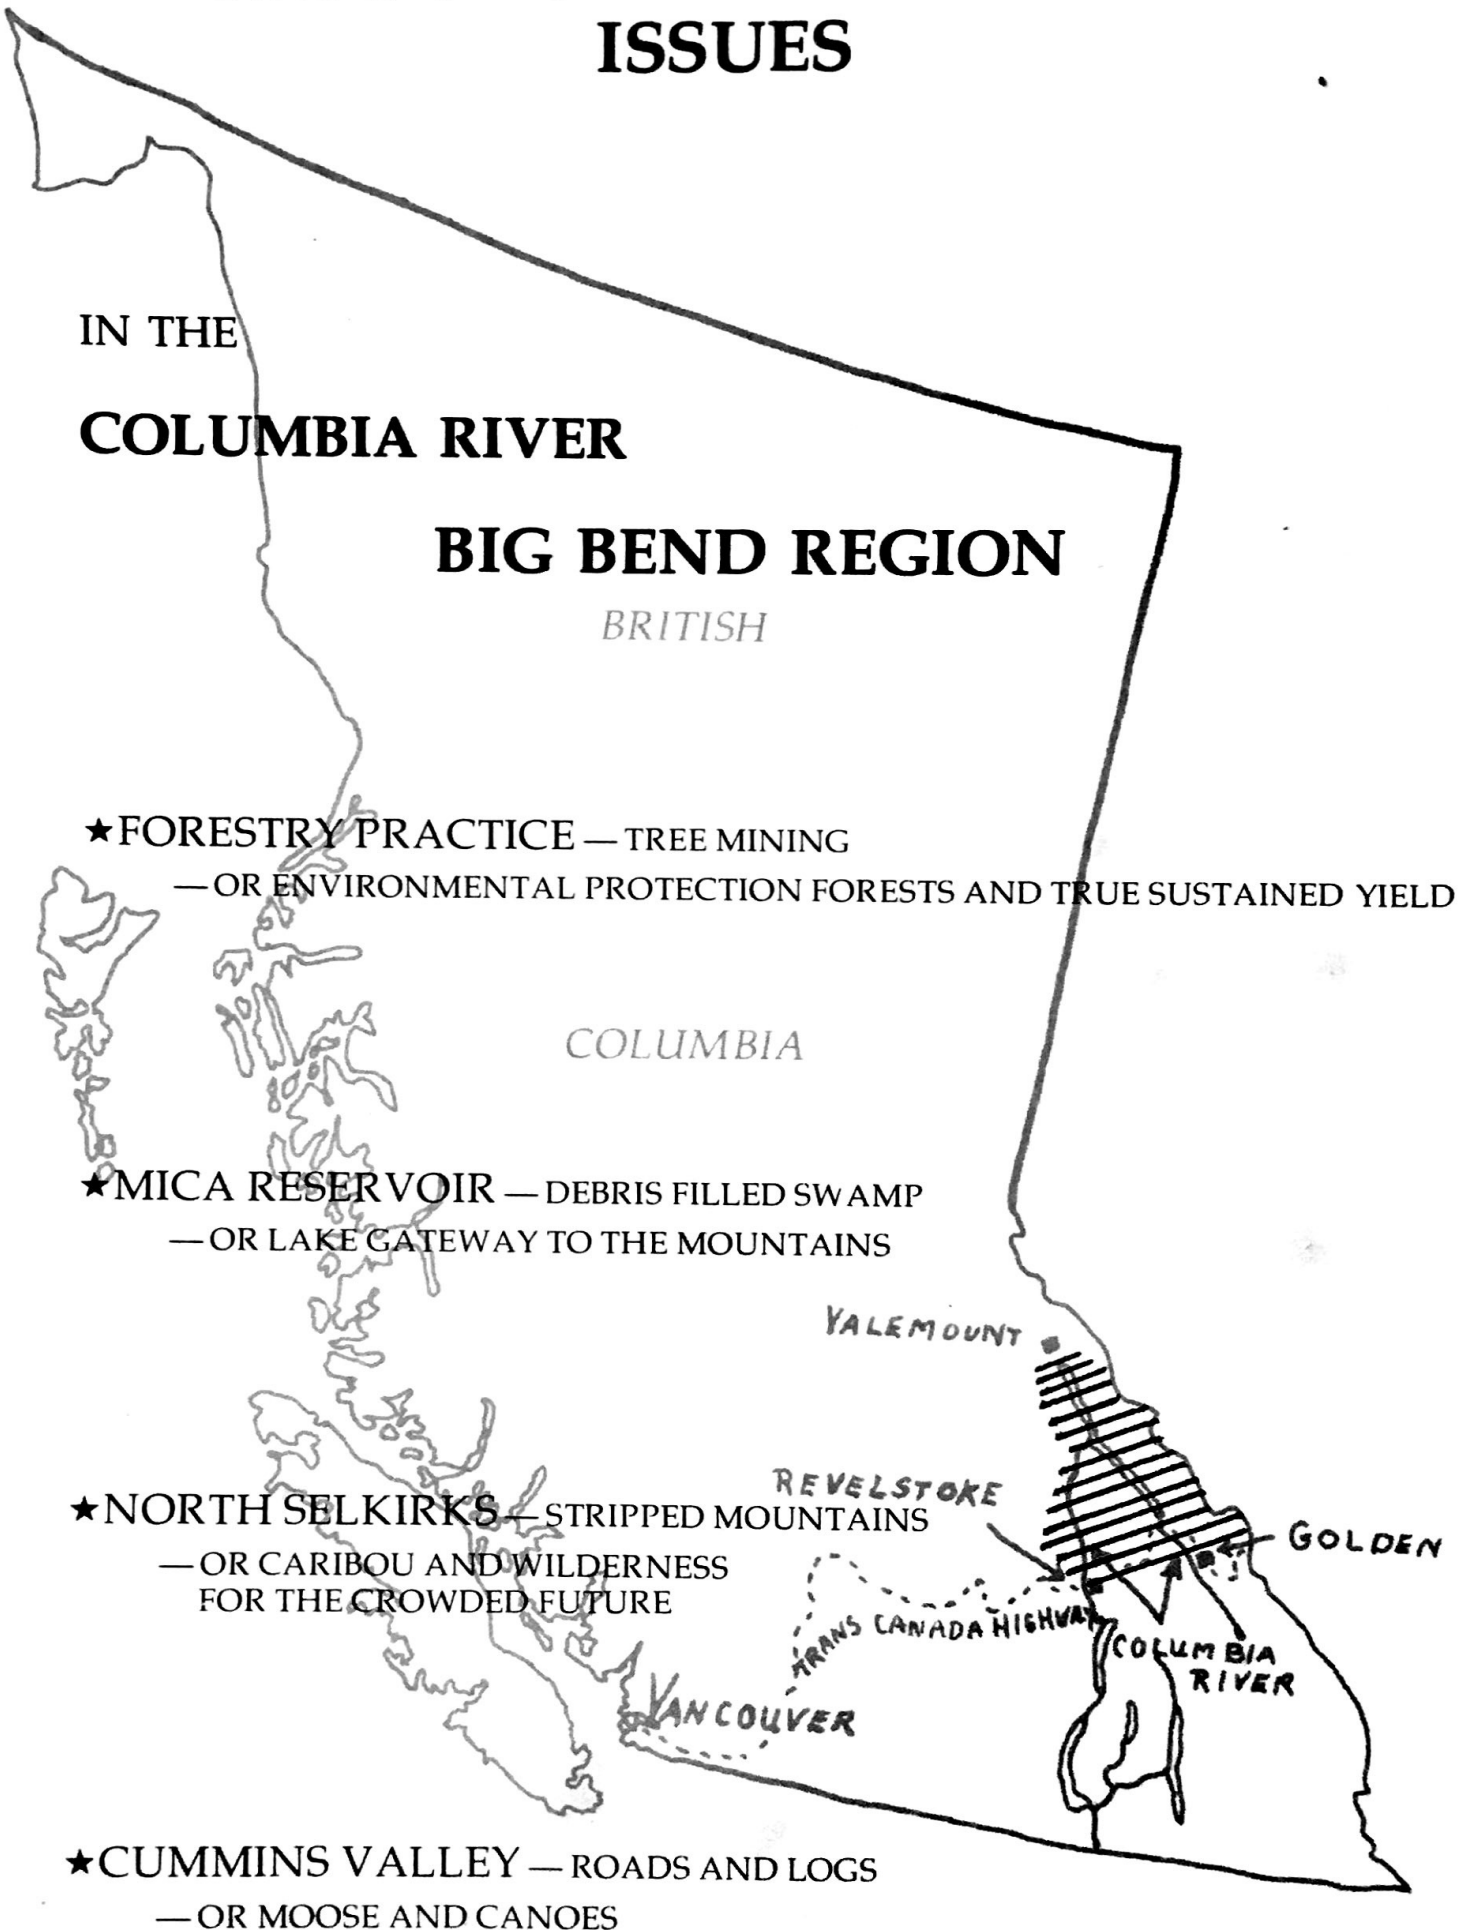 ISSUES
IN THE
COLUMBIA RIVER
BIG BEND REGION
BRITISH
★FORESTRY PRACTICE — TREE MINING
— OR ENVIRONMENTAL PROTECTION FORESTS AND TRUE SUSTAINED YIELD
COLUMBIA
★MICA RESERVOIR — DEBRIS FILLED SWAMP
— OR LAKE GATEWAY TO THE MOUNTAINS
VALEMOUNT
REVELSTOKE
★NORTH SELKIRKS — STRIPPED MOUNTAINS
GOLDEN
— OR CARIBOU AND WILDERNESS
FOR THE CROWDED FUTURE
TRANS CANADA HIGHWAY
COLUMBIA
RIVER
VANCOUVER
★CUMMINS VALLEY — ROADS AND LOGS
— OR MOOSE AND CANOES